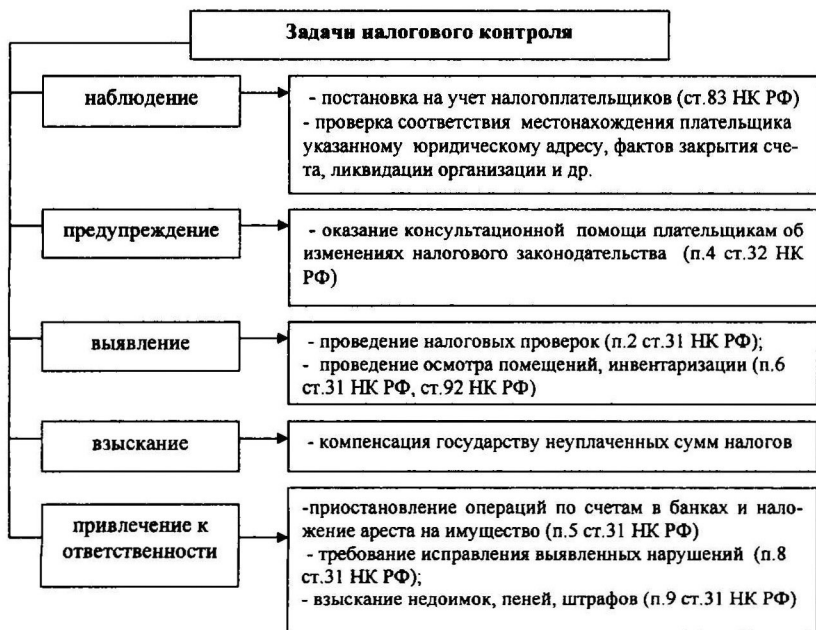 Задачи налогового контроля
наблюдение
- постановка на учет налогоплательщиков (ст.83 НК РФ)
- проверка соответствия местонахождения плательщика
указанному юридическому адресу, фактов закрытия сче-
та, ликвидации организации и др.
предупреждение
- оказание консультационной помощи плательщикам об
изменениях налогового законодательства (п.4 ст.32 НК
РФ)
выявление
- проведение налоговых проверок (п.2 ст.31 НК РФ);
- проведение осмотра помещений, инвентаризации (п.6
ст.31 НК РФ, ст.92 НК РФ)
взыскание
- компенсация государству неуплаченных сумм налогов
привлечение к
ответственности
-приостановление операций по счетам в банках и нало-
жение ареста на имущество (п.5 ст.31 НК РФ)
- требование исправления выявленных нарушений (п.8
ст.31 НК РФ);
- взыскание недоимок, пеней, штрафов (п.9 ст.31 НК РФ)